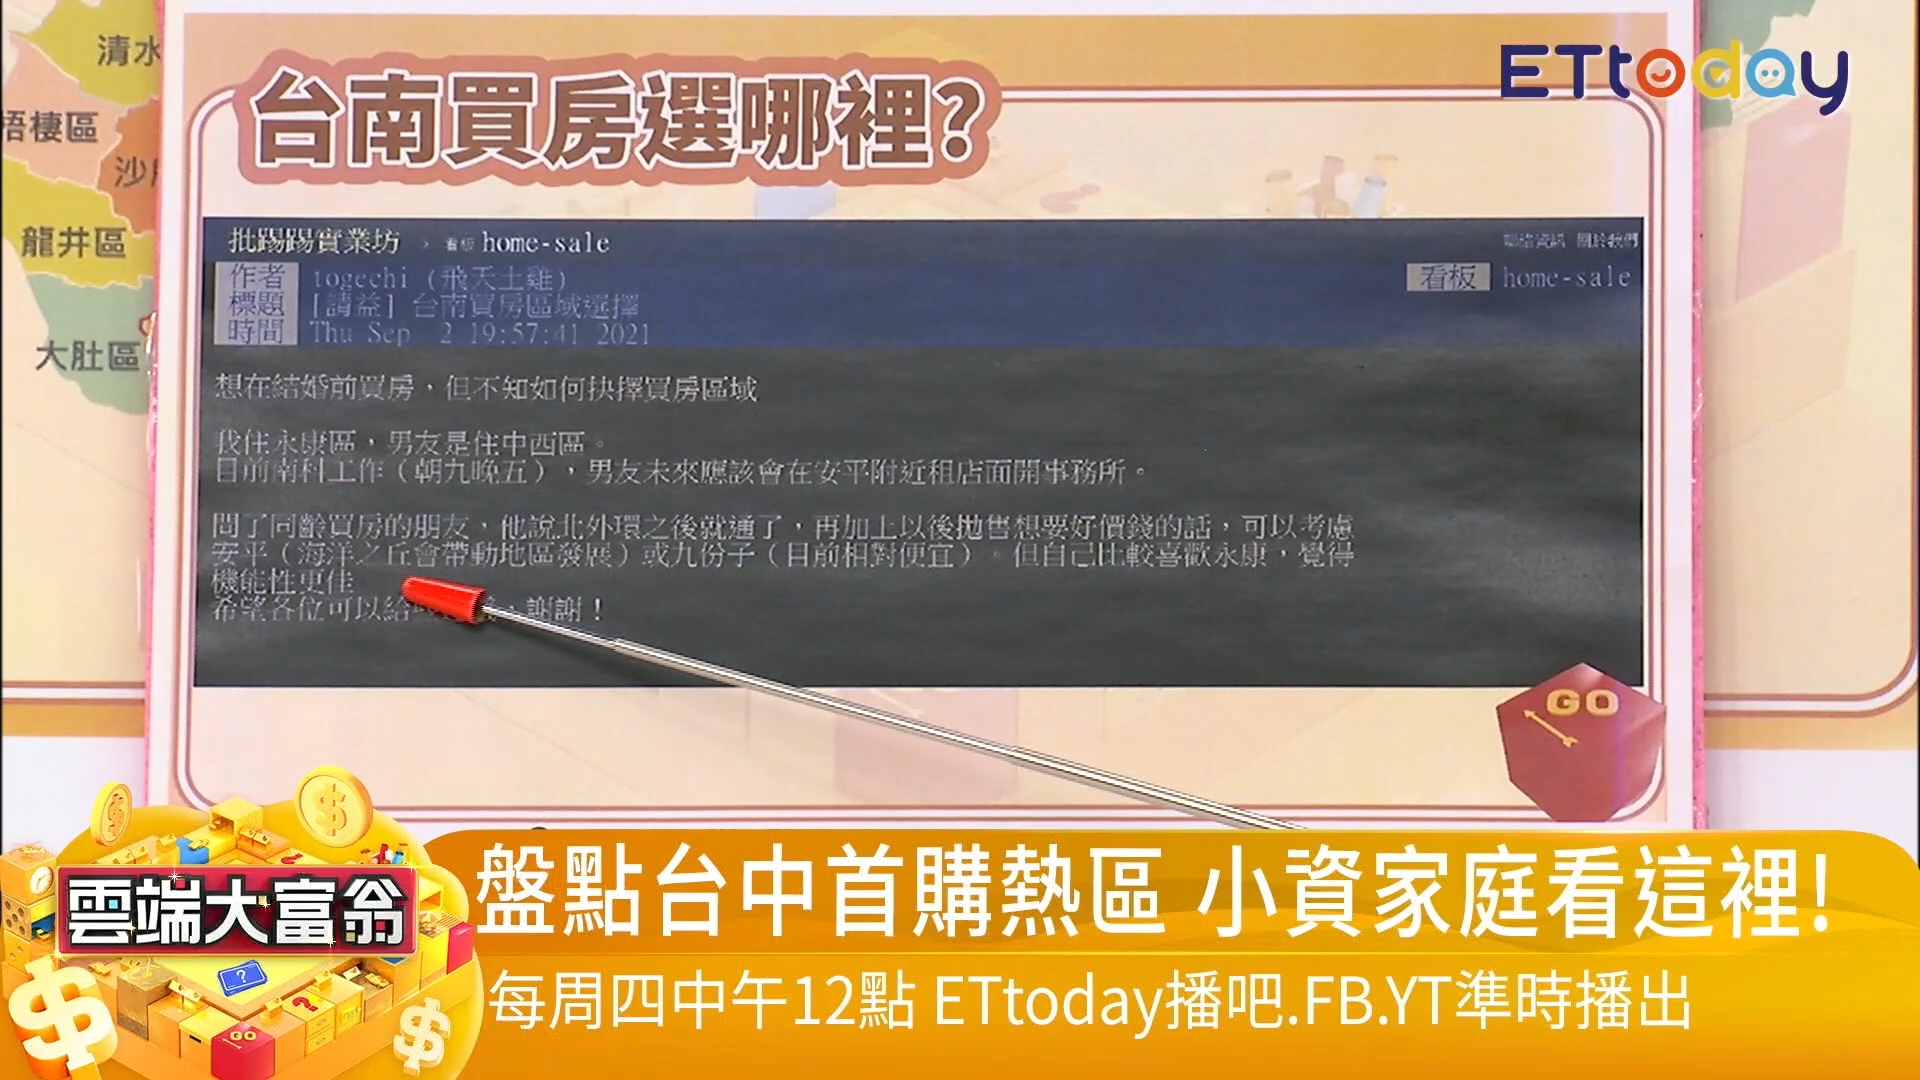 清水
梧棲區
沙
龍井區
大肚區
ETtoday
台南買房選哪裡?
批踢踢實業坊 › 看板 home-sale
聯絡資訊 關於我們
作者 togechi (飛天土雞)
看板 home-sale
標題 [請益] 台南買房區域選擇
時間 Thu Sep 2 19:57:41 2021
想在結婚前買房，但不知如何抉擇買房區域
我住永康區，男友是住中西區。
目前南科工作（朝九晚五），男友未來應該會在安平附近租店面開事務所。
問了同齡買房的朋友，他說北外環之後就通了，再加上以後拋售想要好價錢的話，可以考慮
安平（海洋之丘會帶動地區發展）或九份子（目前相對便宜）。但自己比較喜歡永康，覺得
機能性更佳
希望各位可以給，謝謝！
GO
雲端大富翁
盤點台中首購熱區 小資家庭看這裡!
每周四中午12點 ETtoday播吧.FB.YT準時播出
GO